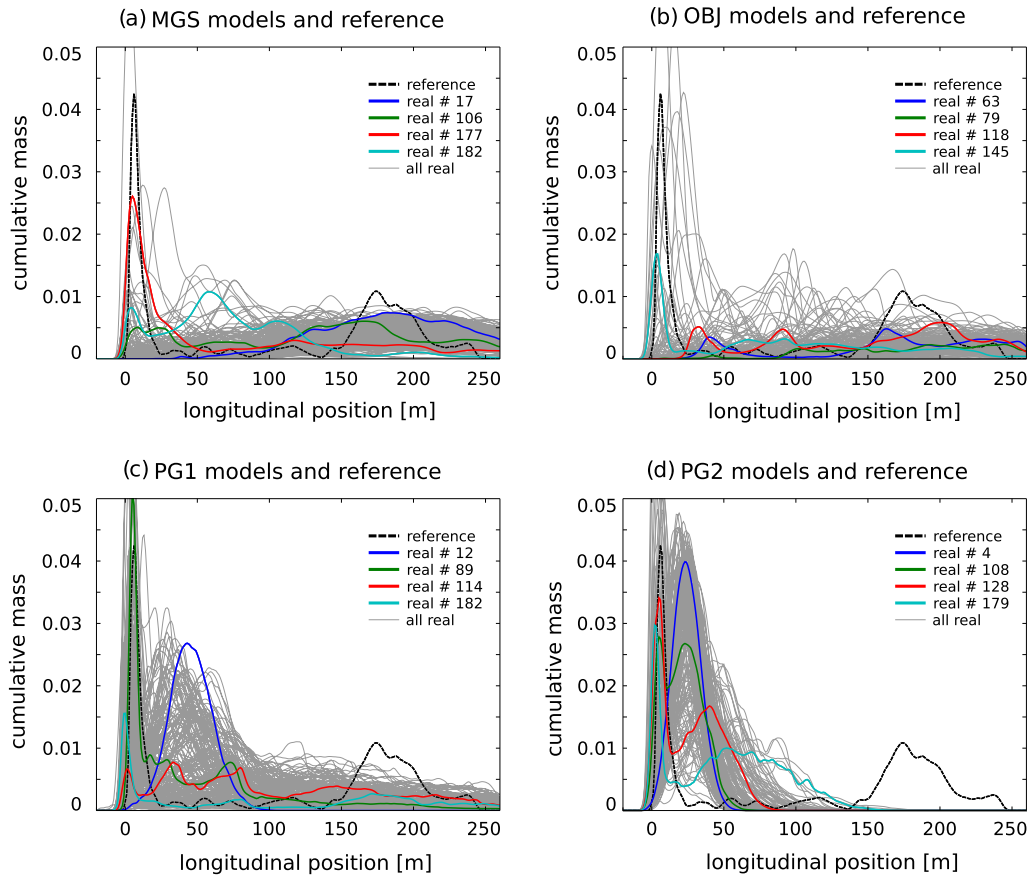 (a) MGS models and reference
cumulative mass
0.05
0.04
0.03
0.02
0.01
0
reference
real # 17
real # 106
real # 177
real # 182
all real
0 50 100 150 200 250
longitudinal position [m]
(b) OBJ models and reference
cumulative mass
0.05
0.04
0.03
0.02
0.01
0
reference
real # 63
real # 79
real # 118
real # 145
all real
0 50 100 150 200 250
longitudinal position [m]
(c) PG1 models and reference
cumulative mass
0.05
0.04
0.03
0.02
0.01
0
reference
real # 12
real # 89
real # 114
real # 182
all real
0 50 100 150 200 250
longitudinal position [m]
(d) PG2 models and reference
cumulative mass
0.05
0.04
0.03
0.02
0.01
0
reference
real # 4
real # 108
real # 128
real # 179
all real
0 50 100 150 200 250
longitudinal position [m]